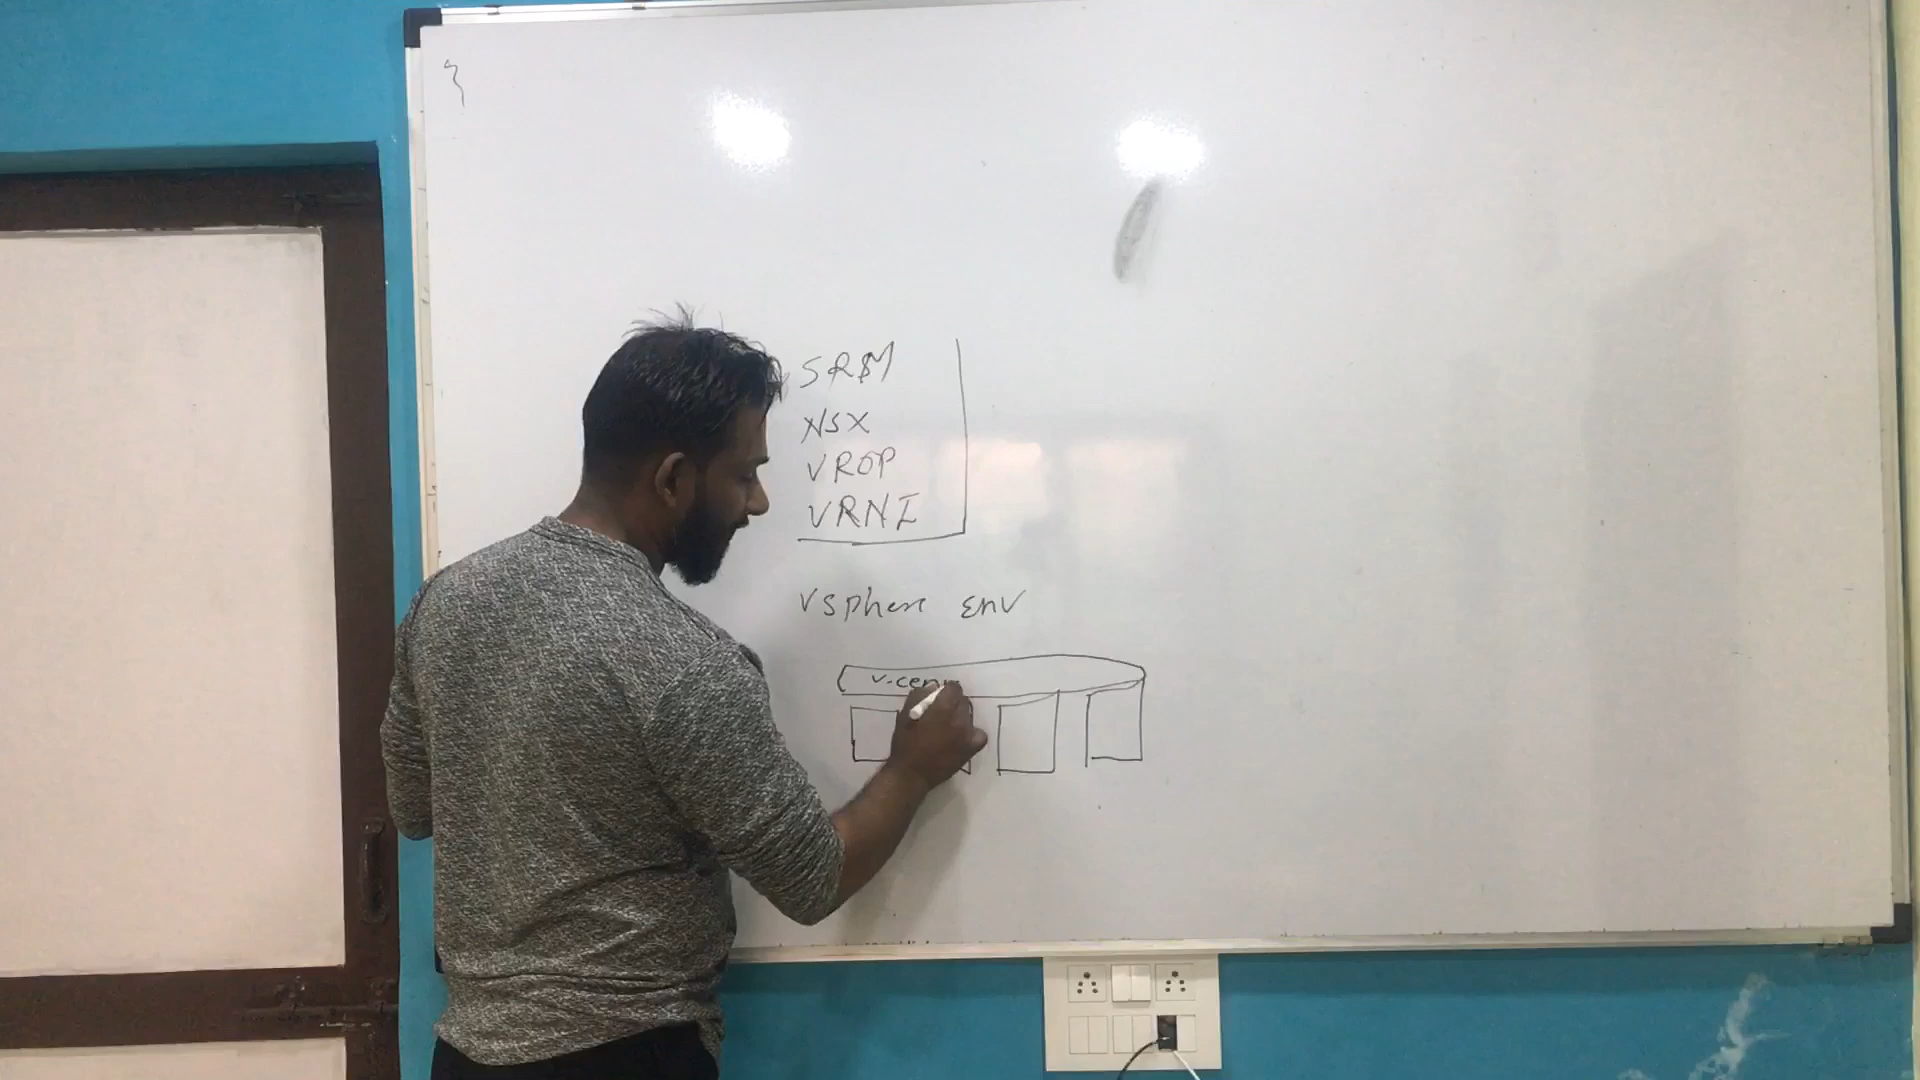 SRM
NSX
VROP
VRNI
vsphere env
v-cen